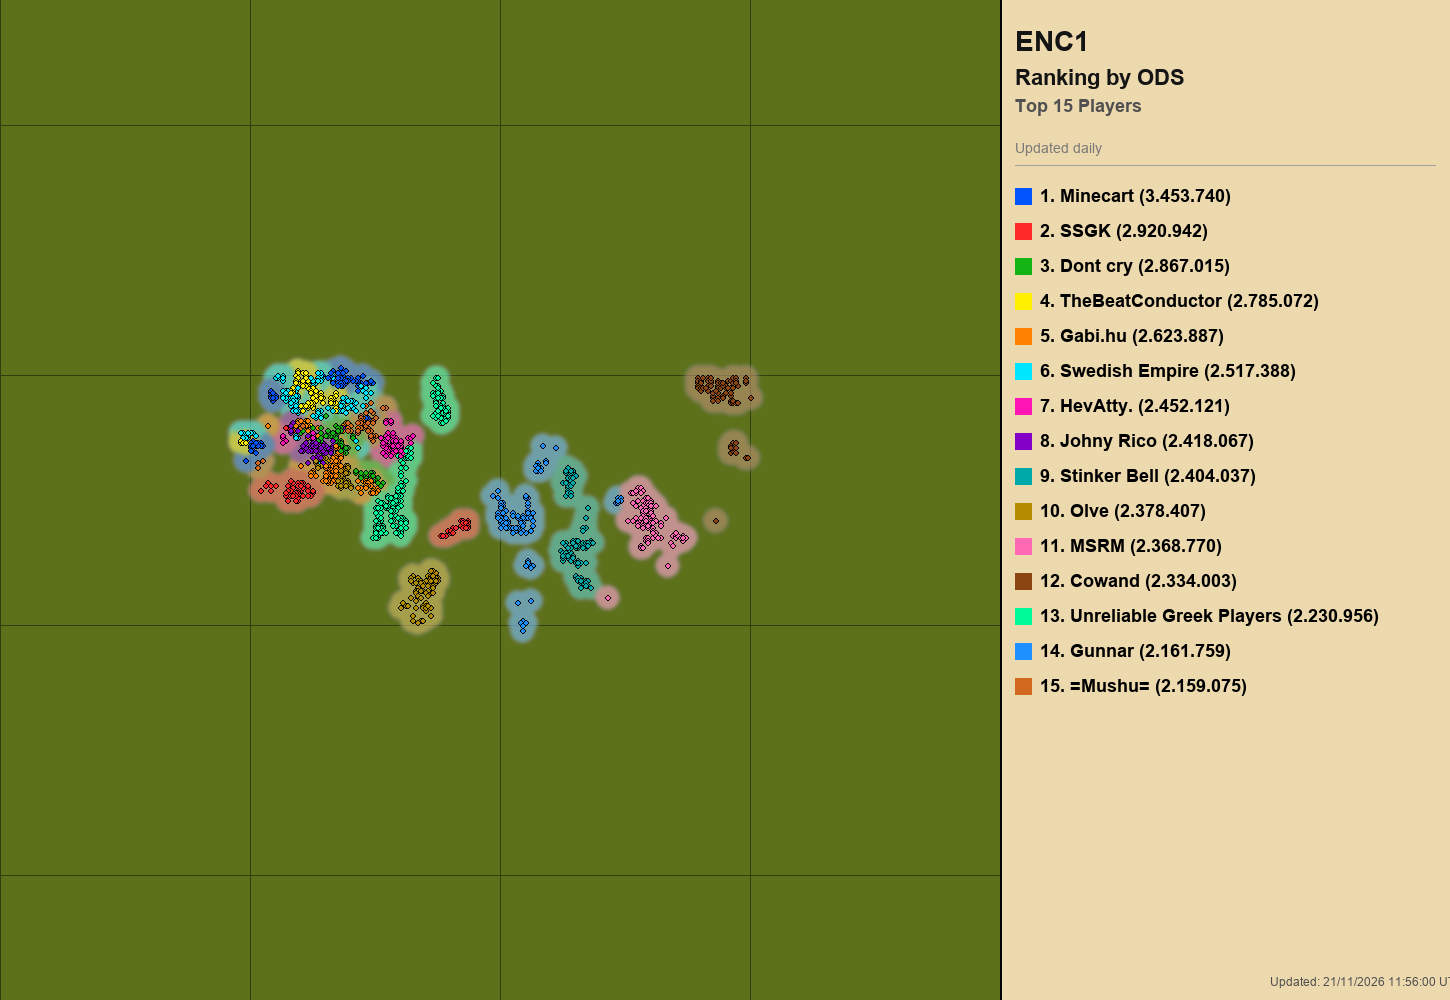 ENC1
Ranking by ODS
Top 15 Players
Updated daily
1. Minecart (3.453.740)
2. SSGK (2.920.942)
3. Dont cry (2.867.015)
4. TheBeatConductor (2.785.072)
5. Gabi.hu (2.623.887)
6. Swedish Empire (2.517.388)
7. HevAtty. (2.452.121)
8. Johny Rico (2.418.067)
9. Stinker Bell (2.404.037)
10. Olve (2.378.407)
11. MSRM (2.368.770)
12. Cowand (2.334.003)
13. Unreliable Greek Players (2.230.956)
14. Gunnar (2.161.759)
15. =Mushu= (2.159.075)
Updated: 21/11/2026 11:56:00